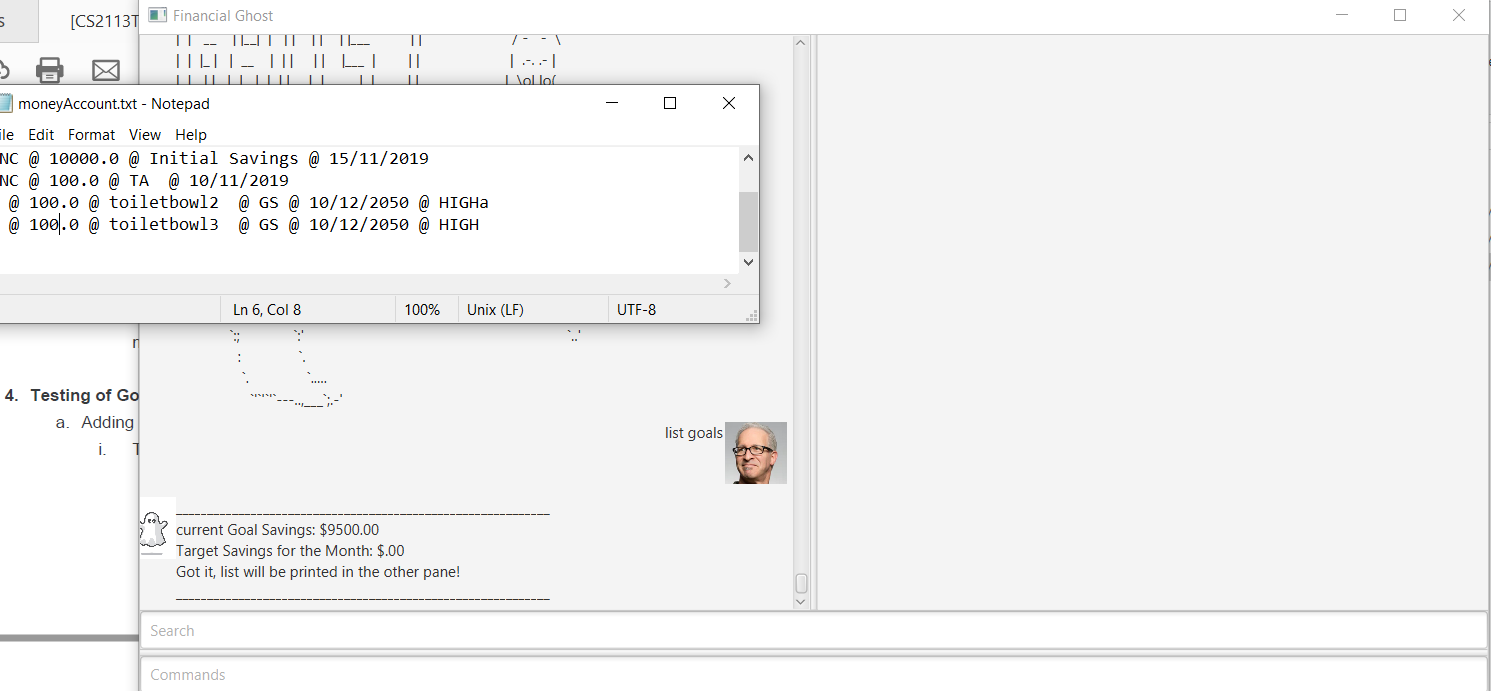 s
[CS2113T
Financial Ghost
moneyAccount.txt - Notepad
ile Edit Format View Help
NC @ 10000.0 @ Initial Savings @ 15/11/2019
NC @ 100.0 @ TA  @ 10/11/2019
@ 100.0 @ toiletbowl2  @ GS @ 10/12/2050 @ HIGHa
@ 100.0 @ toiletbowl3  @ GS @ 10/12/2050 @ HIGH
Ln 6, Col 8
100%
Unix (LF)
UTF-8
4. Testing of Go
a. Adding
i. T
list goals
current Goal Savings: $9500.00
Target Savings for the Month: $.00
Got it, list will be printed in the other pane!
Search
Commands